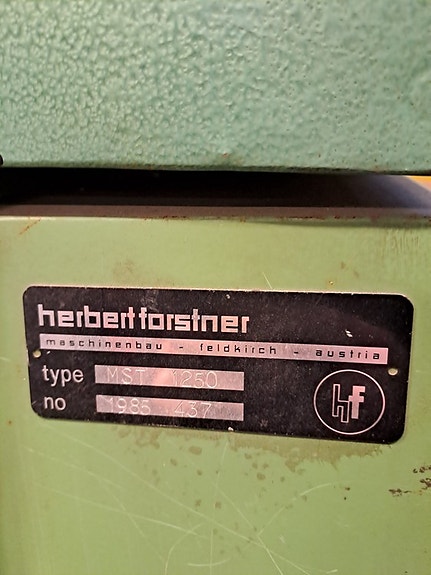 herbert forstner
maschinenbau - feldkirch - austria
type MST 1250
no 1985 437
hf